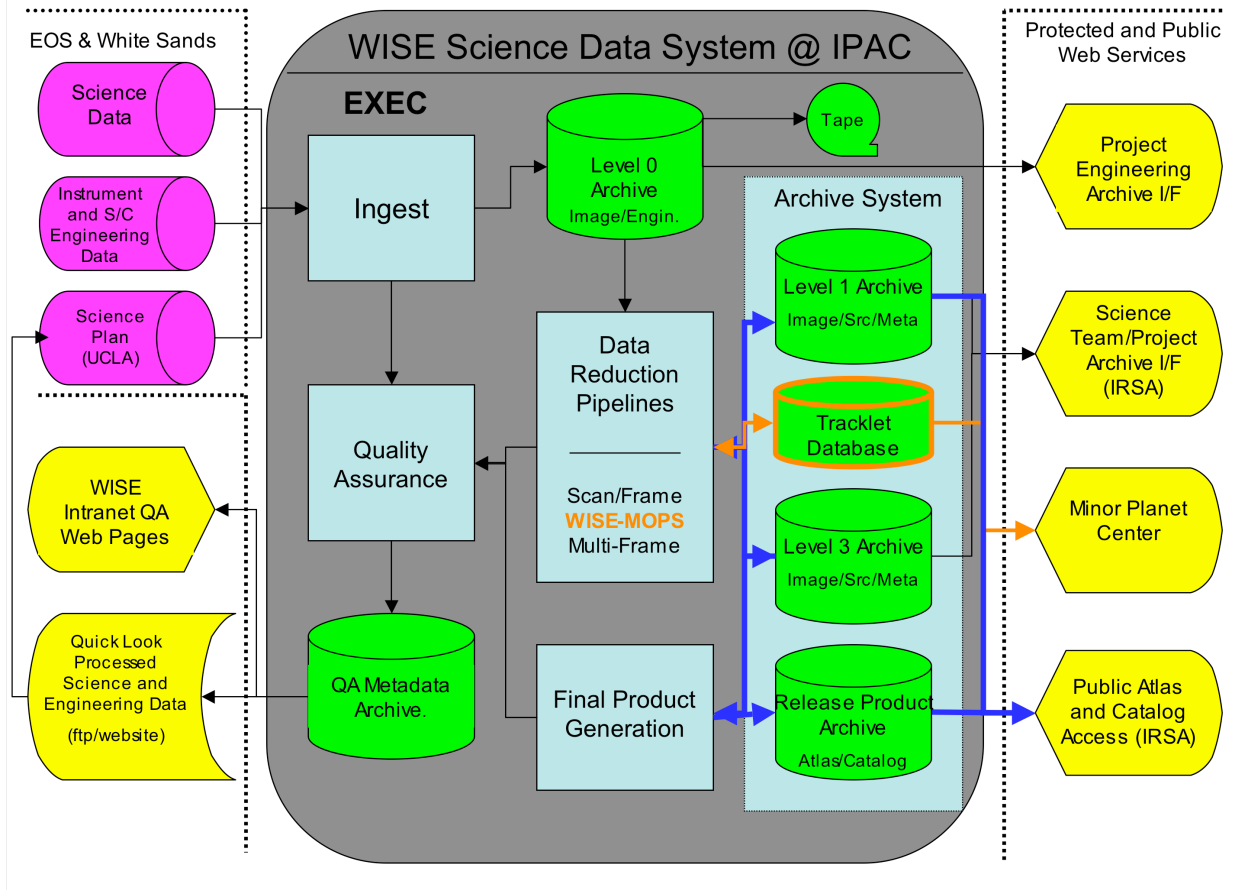 EOS & White Sands
Science
Data
Instrument
and S/C
Engineering
Data
Science
Plan
(UCLA)
WISE
Intranet QA
Web Pages
Quick Look
Processed
Science and
Engineering Data
(ftp/website)
WISE Science Data System @ IPAC
EXEC
Ingest
Quality
Assurance
QA Metadata
Archive.
Level 0
Archive
Image/Engin.
Tape
Data
Reduction
Pipelines
Scan/Frame
WISE-MOPS
Multi-Frame
Final Product
Generation
Archive System
Level 1 Archive
Image/Src/Meta
Tracklet
Database
Level 3 Archive
Image/Src/Meta
Release Product
Archive
Atlas/Catalog
Protected and Public
Web Services
Project
Engineering
Archive I/F
Science
Team/Project
Archive I/F
(IRSA)
Minor Planet
Center
Public Atlas
and Catalog
Access (IRSA)